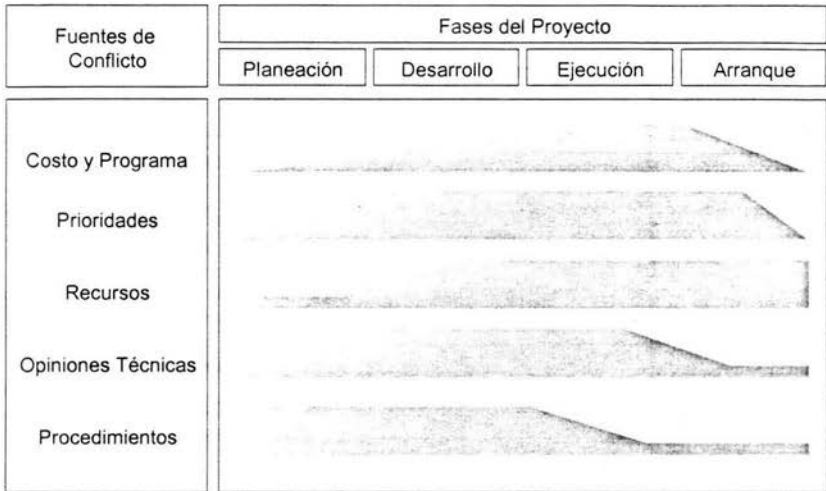 Fuentes de
Conflicto
Fases del Proyecto
Planeación
Desarrollo
Ejecución
Arranque
Costo y Programa
Prioridades
Recursos
Opiniones Técnicas
Procedimientos